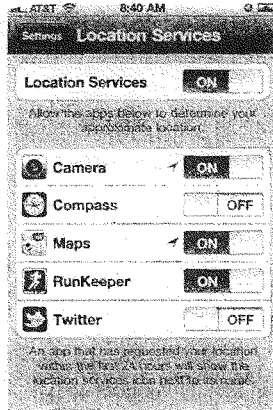 AT&T 8:40 AM
Settings Location Services
Location Services ON
Allow the apps below to determine your
approximate location.
Camera ON
Compass OFF
Maps ON
RunKeeper ON
Twitter OFF
An app that has requested your location
within the last 24 hours will show the
location services icon next to its name.